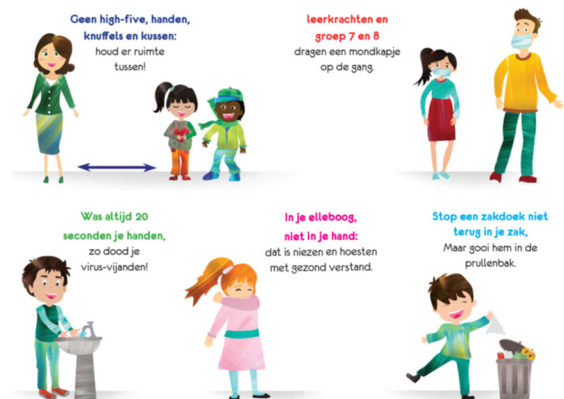 Geen high-five, handen,
knuffels en kussen:
houd er ruimte
tussen!
leerkrachten en
groep 7 en 8
dragen een mondkapje
op de gang.
Was altijd 20
seconden je handen,
zo dood je
virus-vijanden!
In je elleboog,
niet in je hand:
dat is niezen en hoesten
met gezond verstand.
Stop een zakdoek niet
terug in je zak,
Maar gooi hem in de
prullenbak.